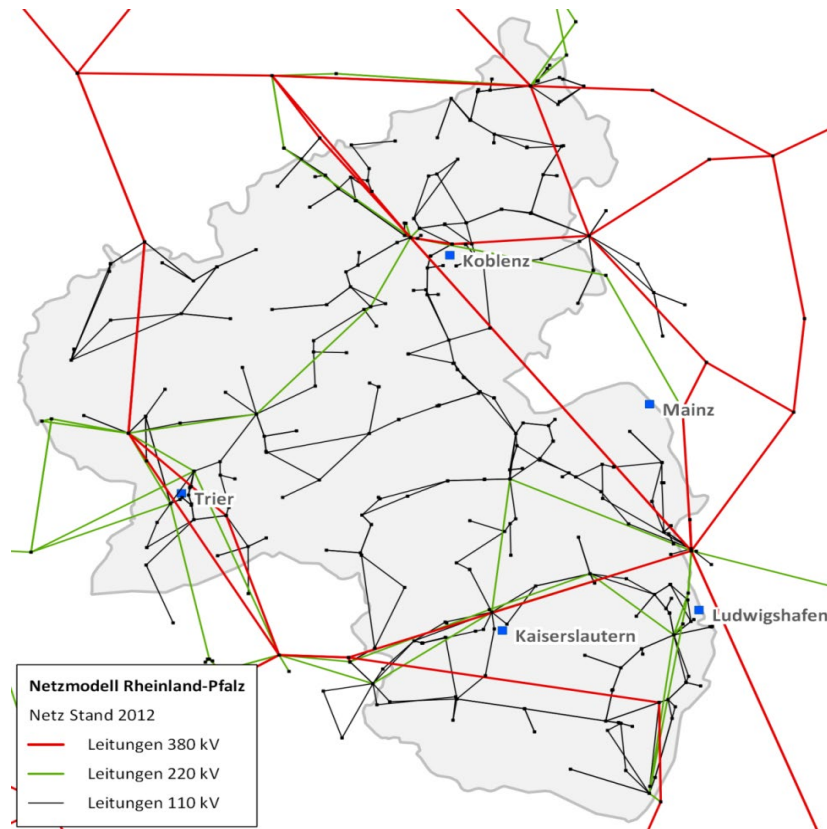 Koblenz
Mainz
Trier
Ludwigshafen
Kaiserslautern
Netzmodell Rheinland-Pfalz
Netz Stand 2012
Leitungen 380 kV
Leitungen 220 kV
Leitungen 110 kV